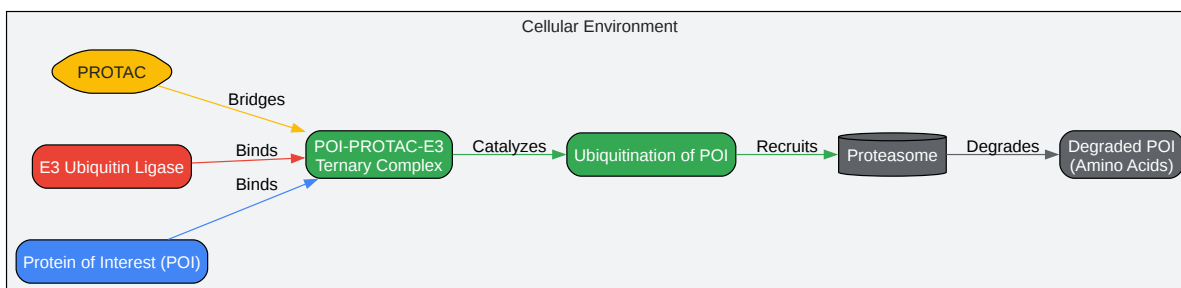 Cellular Environment
PROTAC
Bridges
E3 Ubiquitin Ligase
Binds
Binds
Protein of Interest (POI)
POI-PROTAC-E3
Ternary Complex
Catalyzes
Ubiquitination of POI
Recruits
Proteasome
Degrades
Degraded POI
(Amino Acids)